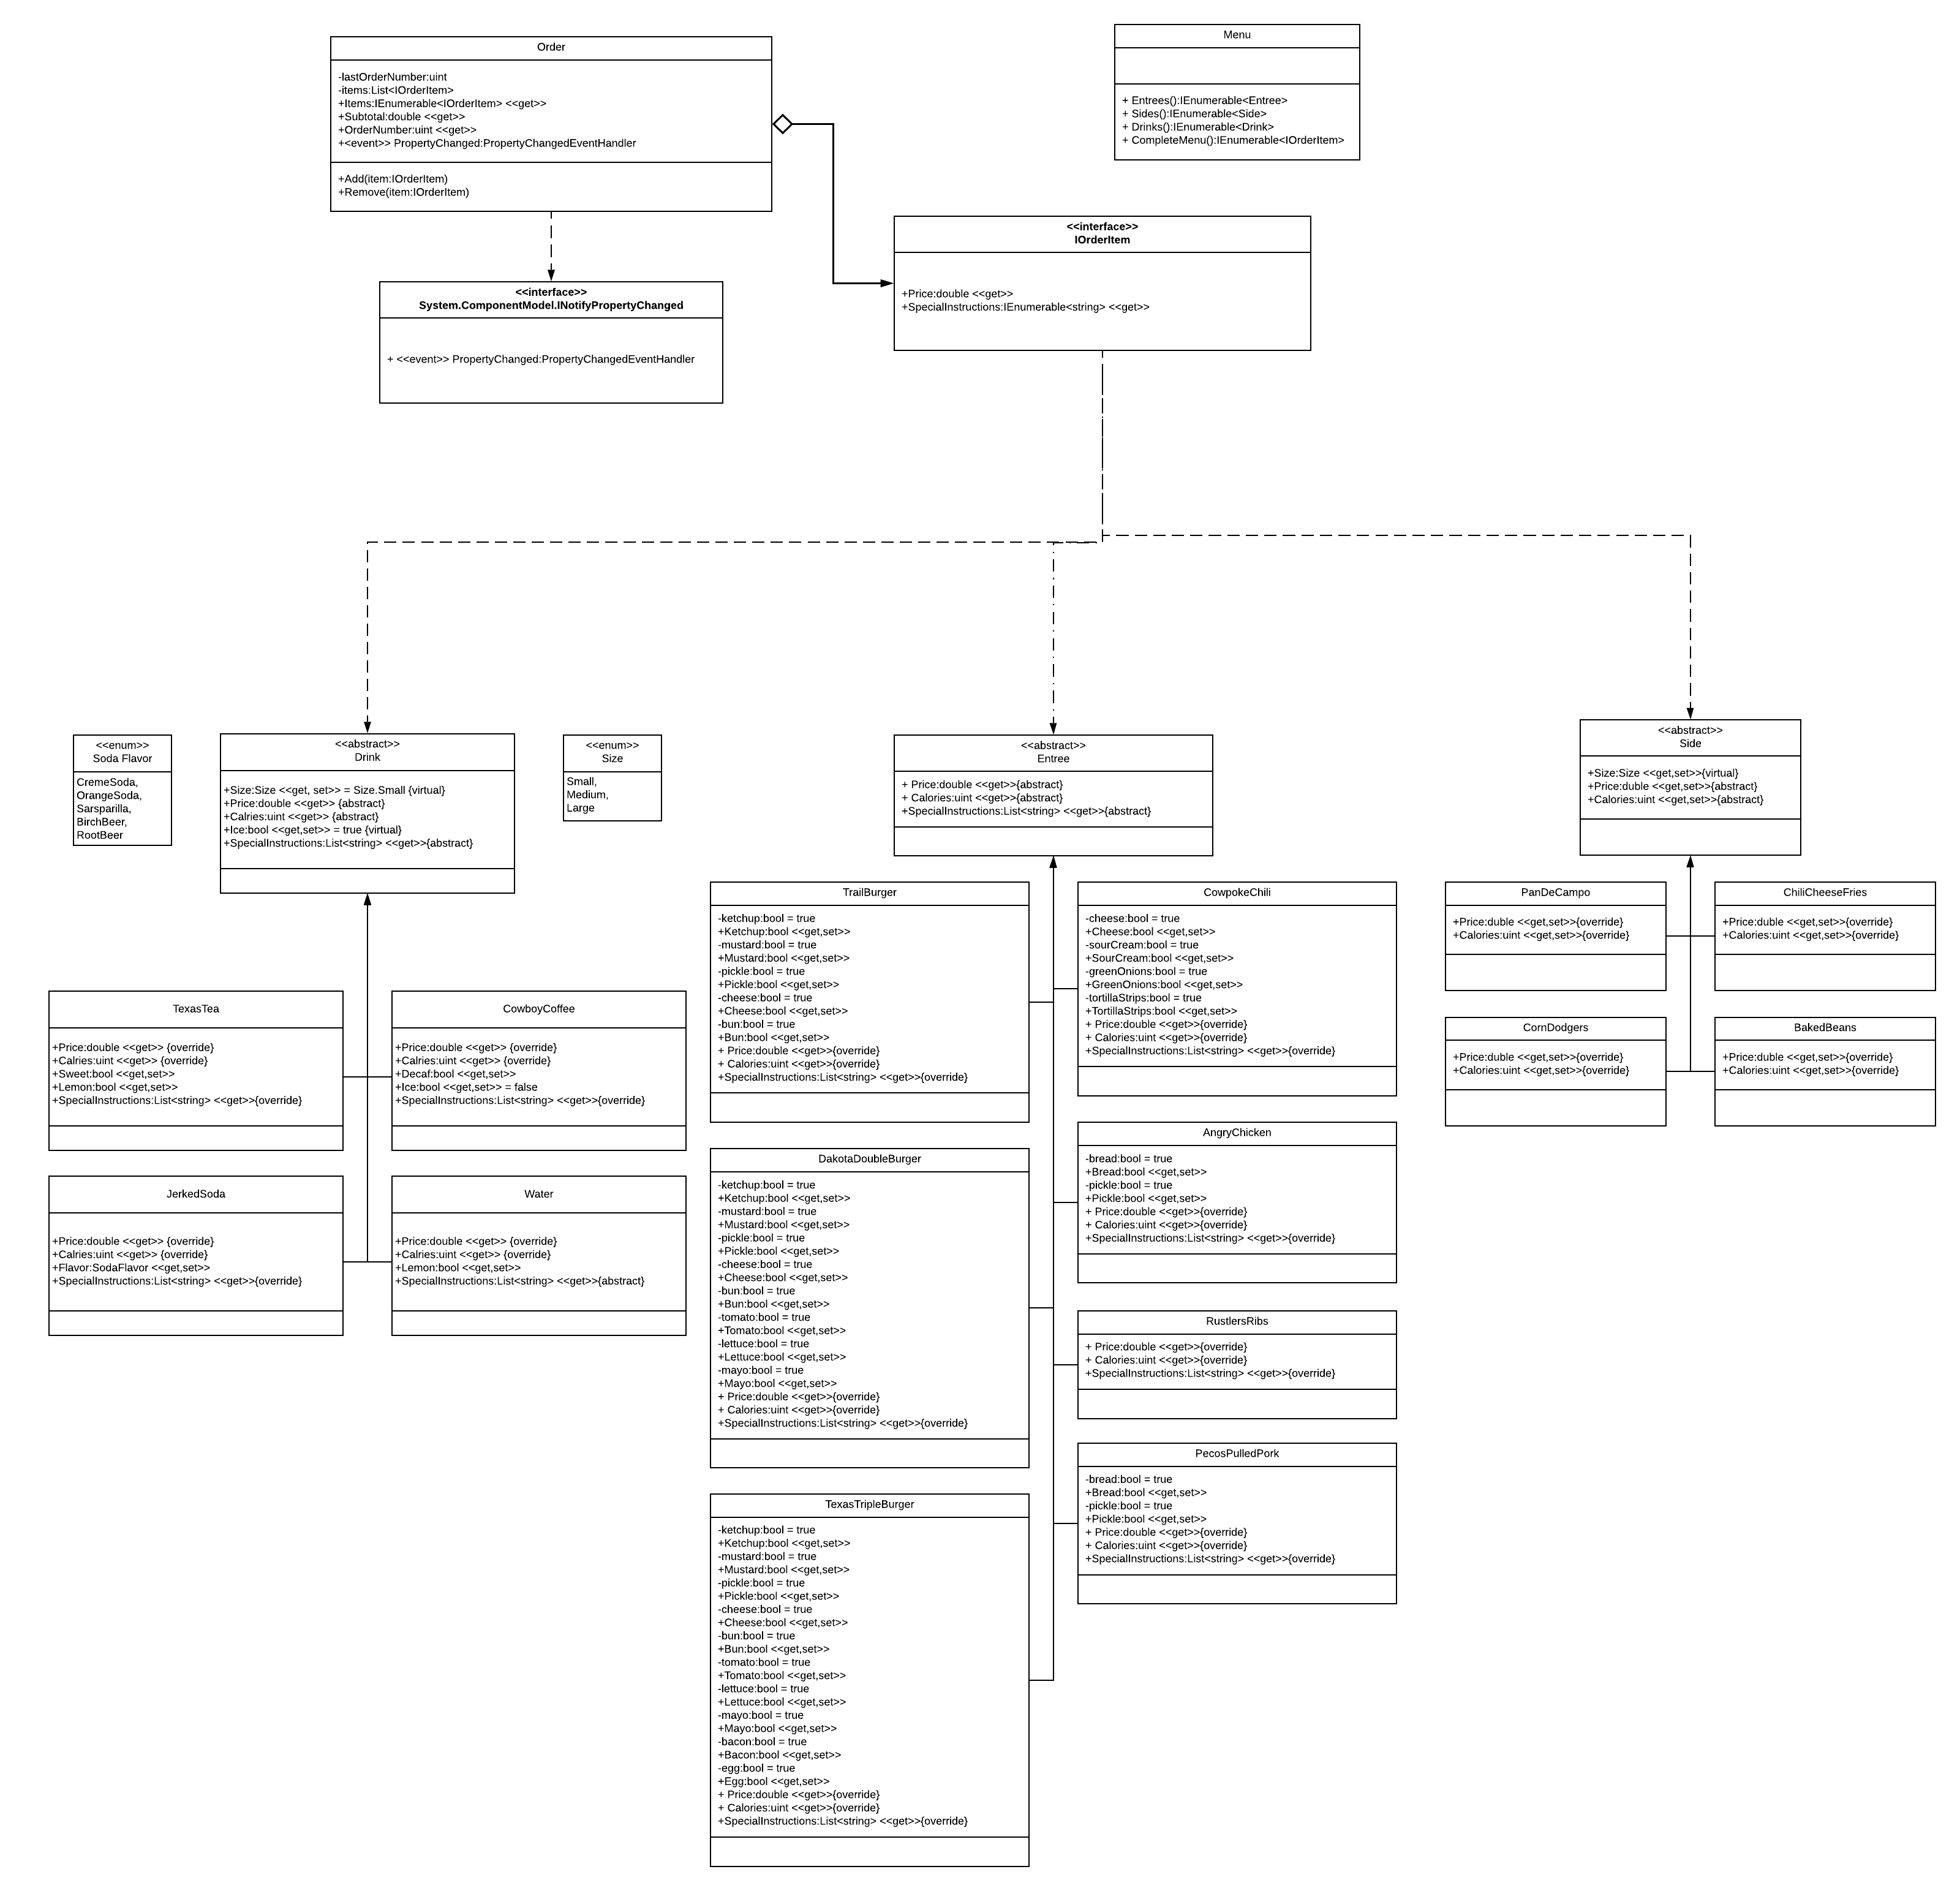 Order
-lastOrderNumber:uint
-items:List<IOrderItem>
+Items:IEnumerable<IOrderItem> <<get>>
+Subtotal:double <<get>>
+OrderNumber:uint <<get>>
+<event>> PropertyChanged:PropertyChangedEventHandler
+Add(item:IOrderItem)
+Remove(item:IOrderItem)
Menu
+ Entrees():IEnumerable<Entree>
+ Sides():IEnumerable<Side>
+ Drinks():IEnumerable<Drink>
+ CompleteMenu():IEnumerable<IOrderItem>
<<interface>>
IOrderItem
+Price:double <<get>>
+SpecialInstructions:IEnumerable<string> <<get>>
<<interface>>
System.ComponentModel.INotifyPropertyChanged
+ <<event>> PropertyChanged:PropertyChangedEventHandler
<<enum>>
Soda Flavor
CremeSoda,
OrangeSoda,
Sarsparilla,
BirchBeer,
RootBeer
<<abstract>>
Drink
+Size:Size <<get, set>> = Size.Small {virtual}
+Price:double <<get>> {abstract}
+Calries:uint <<get>> {abstract}
+Ice:bool <<get,set>> = true {virtual}
+SpecialInstructions:List<string> <<get>>{abstract}
<<enum>>
Size
Small,
Medium,
Large
<<abstract>>
Entree
+ Price:double <<get>>{abstract}
+ Calories:uint <<get>>{abstract}
+SpecialInstructions:List<string> <<get>>{abstract}
<<abstract>>
Side
+Size:Size <<get,set>>{virtual}
+Price:duble <<get,set>>{abstract}
+Calories:uint <<get,set>>{abstract}
TexasTea
+Price:double <<get>> {override}
+Calries:uint <<get>> {override}
+Sweet:bool <<get,set>>
+Lemon:bool <<get,set>>
+SpecialInstructions:List<string> <<get>>{override}
CowboyCoffee
+Price:double <<get>> {override}
+Calries:uint <<get>> {override}
+Decaf:bool <<get,set>>
+Ice:bool <<get,set>> = false
+SpecialInstructions:List<string> <<get>>{override}
JerkedSoda
+Price:double <<get>> {override}
+Calries:uint <<get>> {override}
+Flavor:SodaFlavor <<get,set>>
+SpecialInstructions:List<string> <<get>>{override}
Water
+Price:double <<get>> {override}
+Calries:uint <<get>> {override}
+Lemon:bool <<get,set>>
+SpecialInstructions:List<string> <<get>>{abstract}
TrailBurger
-ketchup:bool = true
+Ketchup:bool <<get,set>>
-mustard:bool = true
+Mustard:bool <<get,set>>
-pickle:bool = true
+Pickle:bool <<get,set>>
-cheese:bool = true
+Cheese:bool <<get,set>>
-bun:bool = true
+Bun:bool <<get,set>>
+ Price:double <<get>>{override}
+ Calories:uint <<get>>{override}
+SpecialInstructions:List<string> <<get>>{override}
DakotaDoubleBurger
-ketchup:bool = true
+Ketchup:bool <<get,set>>
-mustard:bool = true
+Mustard:bool <<get,set>>
-pickle:bool = true
+Pickle:bool <<get,set>>
-cheese:bool = true
+Cheese:bool <<get,set>>
-bun:bool = true
+Bun:bool <<get,set>>
-tomato:bool = true
+Tomato:bool <<get,set>>
-lettuce:bool = true
+Lettuce:bool <<get,set>>
-mayo:bool = true
+Mayo:bool <<get,set>>
+ Price:double <<get>>{override}
+ Calories:uint <<get>>{override}
+SpecialInstructions:List<string> <<get>>{override}
TexasTripleBurger
-ketchup:bool = true
+Ketchup:bool <<get,set>>
-mustard:bool = true
+Mustard:bool <<get,set>>
-pickle:bool = true
+Pickle:bool <<get,set>>
-cheese:bool = true
+Cheese:bool <<get,set>>
-bun:bool = true
+Bun:bool <<get,set>>
-tomato:bool = true
+Tomato:bool <<get,set>>
-lettuce:bool = true
+Lettuce:bool <<get,set>>
-mayo:bool = true
+Mayo:bool <<get,set>>
-bacon:bool = true
+Bacon:bool <<get,set>>
-egg:bool = true
+Egg:bool <<get,set>>
+ Price:double <<get>>{override}
+ Calories:uint <<get>>{override}
+SpecialInstructions:List<string> <<get>>{override}
CowpokeChili
-cheese:bool = true
+Cheese:bool <<get,set>>
-sourCream:bool = true
+SourCream:bool <<get,set>>
-greenOnions:bool = true
+GreenOnions:bool <<get,set>>
-tortillaStrips:bool = true
+TortillaStrips:bool <<get,set>>
+ Price:double <<get>>{override}
+ Calories:uint <<get>>{override}
+SpecialInstructions:List<string> <<get>>{override}
AngryChicken
-bread:bool = true
+Bread:bool <<get,set>>
-pickle:bool = true
+Pickle:bool <<get,set>>
+ Price:double <<get>>{override}
+ Calories:uint <<get>>{override}
+SpecialInstructions:List<string> <<get>>{override}
RustlersRibs
+ Price:double <<get>>{override}
+ Calories:uint <<get>>{override}
+SpecialInstructions:List<string> <<get>>{override}
PecosPulledPork
-bread:bool = true
+Bread:bool <<get,set>>
-pickle:bool = true
+Pickle:bool <<get,set>>
+ Price:double <<get>>{override}
+ Calories:uint <<get>>{override}
+SpecialInstructions:List<string> <<get>>{override}
PanDeCampo
+Price:duble <<get,set>>{override}
+Calories:uint <<get,set>>{override}
ChiliCheeseFries
+Price:duble <<get,set>>{override}
+Calories:uint <<get,set>>{override}
CornDodgers
+Price:duble <<get,set>>{override}
+Calories:uint <<get,set>>{override}
BakedBeans
+Price:duble <<get,set>>{override}
+Calories:uint <<get,set>>{override}